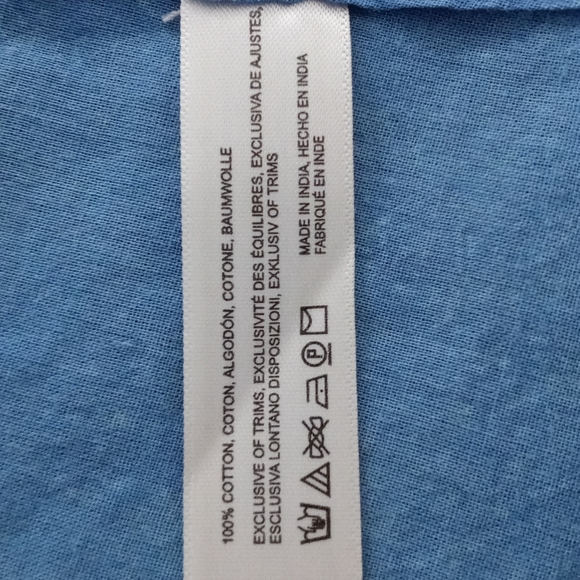 100% COTTON, COTON, ALGODÓN, COTONE, BAUMWOLLE
EXCLUSIVE OF TRIMS, EXCLUSIVITÉ DES ÉQUILIBRES, EXCLUSIVA DE AJUSTES,
ESCLUSIVA LONTANO DISPOSIZIONI, EXKLUSIV OF TRIMS
MADE IN INDIA, HECHO EN INDIA
FABRIQUÉ EN INDE
P